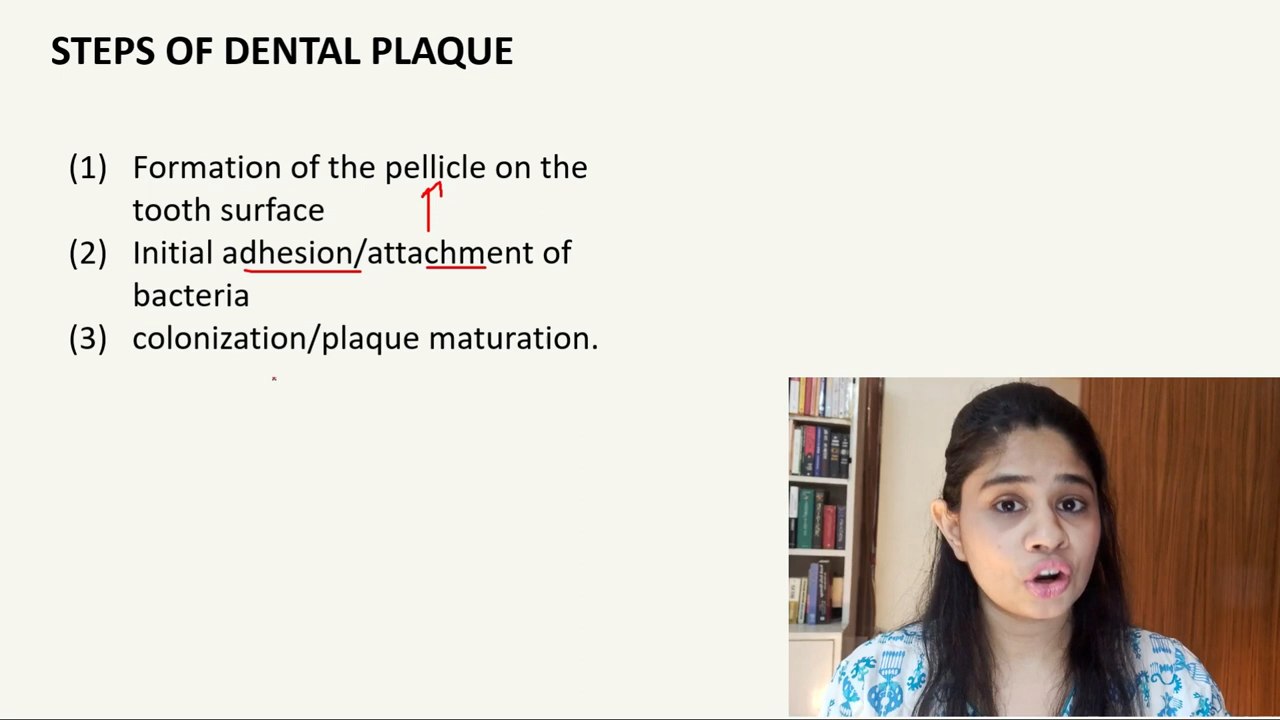 STEPS OF DENTAL PLAQUE
(1) Formation of the pellicle on the
tooth surface
(2) Initial adhesion/attachment of
bacteria
(3) colonization/plaque maturation.